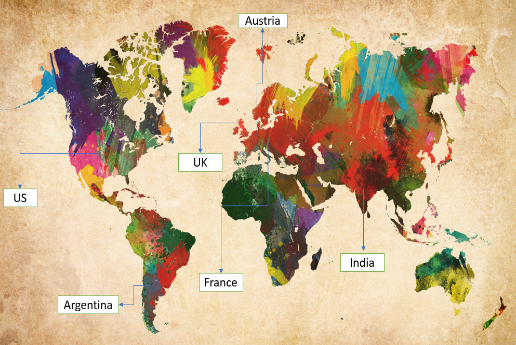 Austria
UK
US
India
France
Argentina